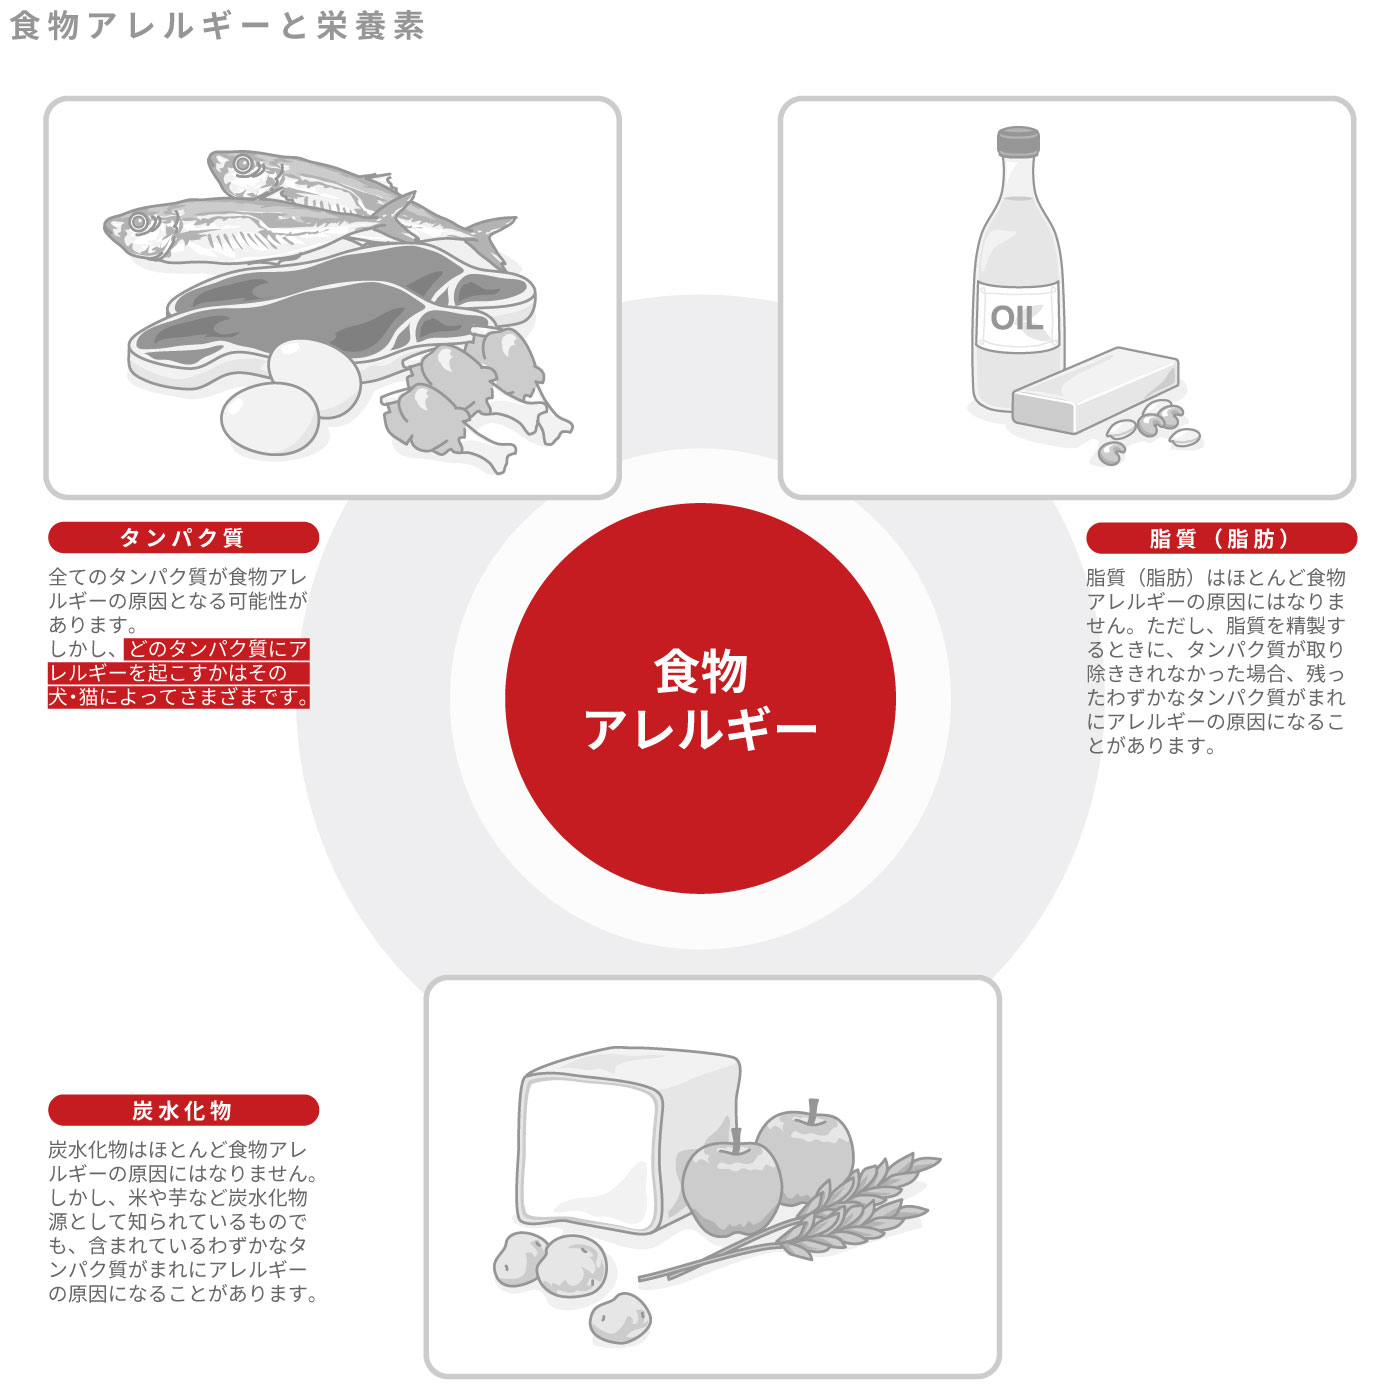 食物アレルギーと栄養素
OIL
タンパク質
全てのタンパク質が食物アレ
ルギーの原因となる可能性が
あります。
しかし、どのタンパク質にア
レルギーを起こすかはその
犬・猫によってさまざまです。
脂質（脂肪）
脂質（脂肪）はほとんど食物
アレルギーの原因にはなりま
せん。ただし、脂質を精製す
るときに、タンパク質が取り
除ききれなかった場合、残っ
たわずかなタンパク質がまれ
にアレルギーの原因になるこ
とがあります。
食物
アレルギー
炭水化物
炭水化物はほとんど食物アレ
ルギーの原因にはなりません。
しかし、米や芋など炭水化物
源として知られているもので
も、含まれているわずかなタ
ンパク質がまれにアレルギー
の原因になることがあります。